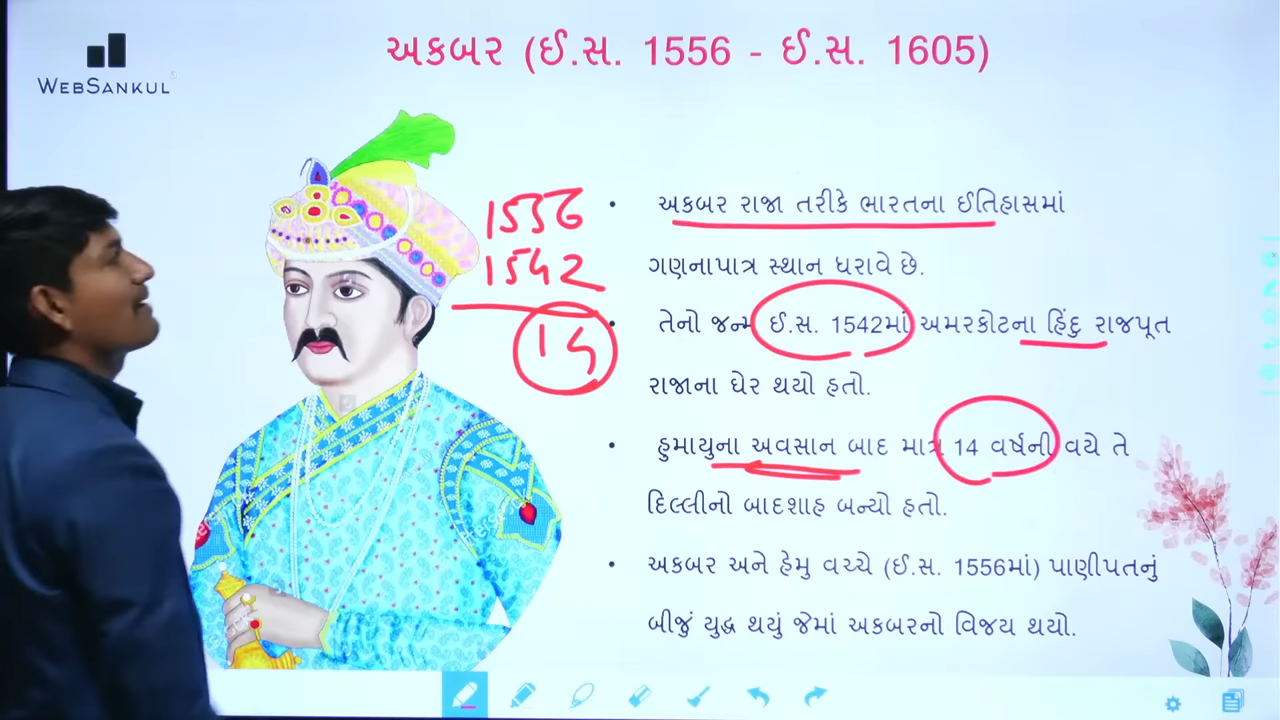 અકબર (ઈ.સ. 1556 - ઈ.સ. 1605)
WEBSANKUL
1556
1542
14
• અકબર રાજા તરીકે ભારતના ઈતિહાસમાં
ગણનાપાત્ર સ્થાન ધરાવે છે.
• તેનો જન્મ ઈ.સ. 1542માં અમરકોટના હિંદુ રાજપૂત
રાજાના ઘેર થયો હતો.
• હુમાયુના અવસાન બાદ માત્ર 14 વર્ષની વયે તે
દિલ્લીનો બાદશાહ બન્યો હતો.
• અકબર અને હેમુ વચ્ચે (ઈ.સ. 1556માં) પાણીપતનું
બીજું યુદ્ધ થયું જેમાં અકબરનો વિજય થયો.